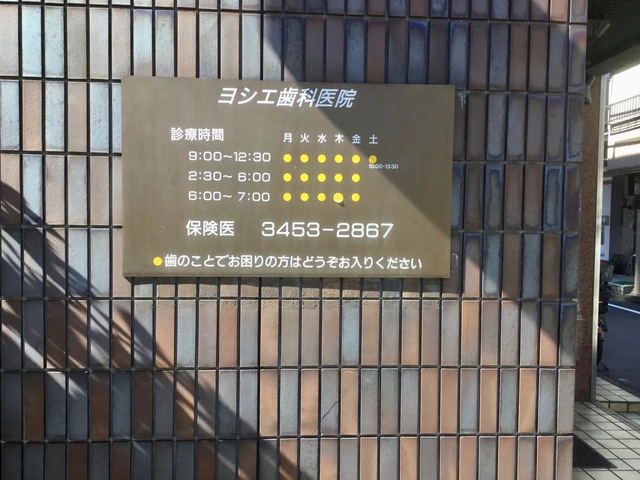 ヨシエ歯科医院
診療時間 月 火 水 木 金 土
9:00〜12:30 ● ● ● ● ● ●
10:00〜13:30
2:30〜 6:00 ● ● ● ● ●
6:00〜 7:00 ● ● ● ● ●
保険医 3453-2867
●歯のことでお困りの方はどうぞお入りください